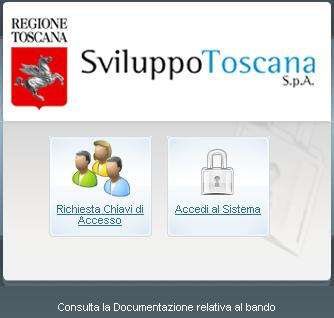 REGIONE
TOSCANA
SviluppoToscana
S.p.A.
Richiesta Chiavi di
Accesso
Accedi al Sistema
Consulta la Documentazione relativa al bando